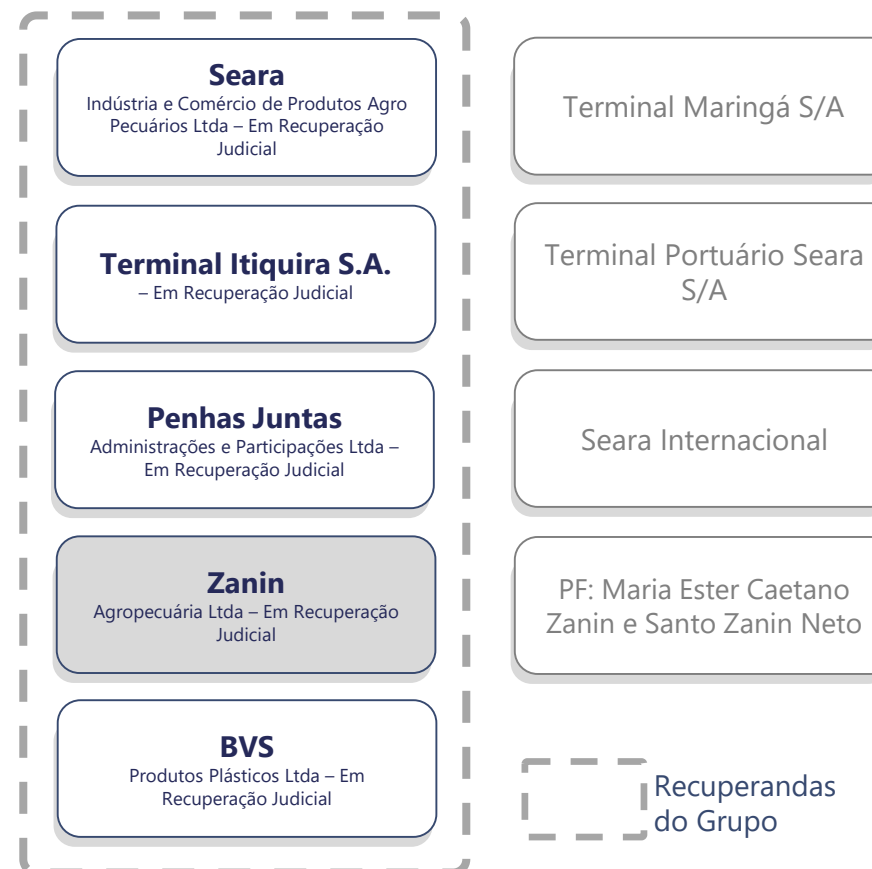 Seara
Indústria e Comércio de Produtos Agro
Pecuários Ltda – Em Recuperação
Judicial
Terminal Itiquira S.A.
– Em Recuperação Judicial
Penhas Juntas
Administrações e Participações Ltda –
Em Recuperação Judicial
Zanin
Agropecuária Ltda – Em Recuperação
Judicial
BVS
Produtos Plásticos Ltda – Em
Recuperação Judicial
Terminal Maringá S/A
Terminal Portuário Seara
S/A
Seara Internacional
PF: Maria Ester Caetano
Zanin e Santo Zanin Neto
Recuperandas
do Grupo